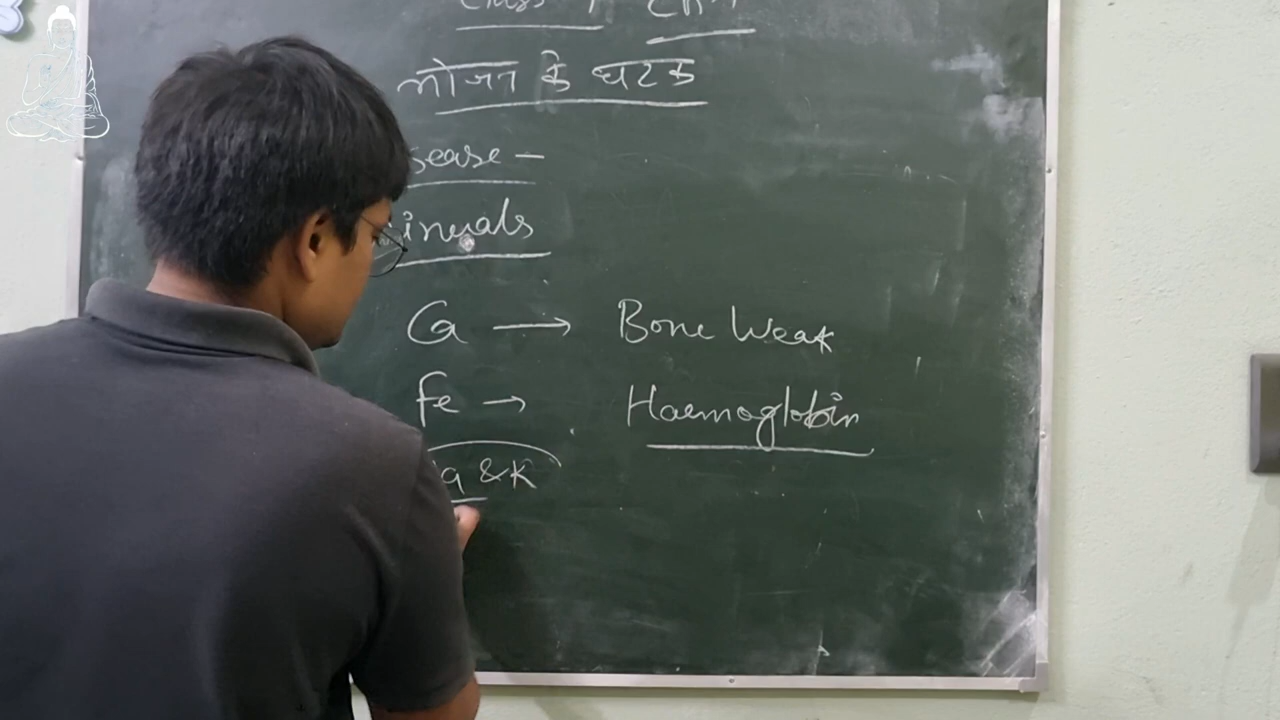 भोजन के घटक
sease -
inerals
Ca → Bone Weak
Fe → Haemoglobin
a & K